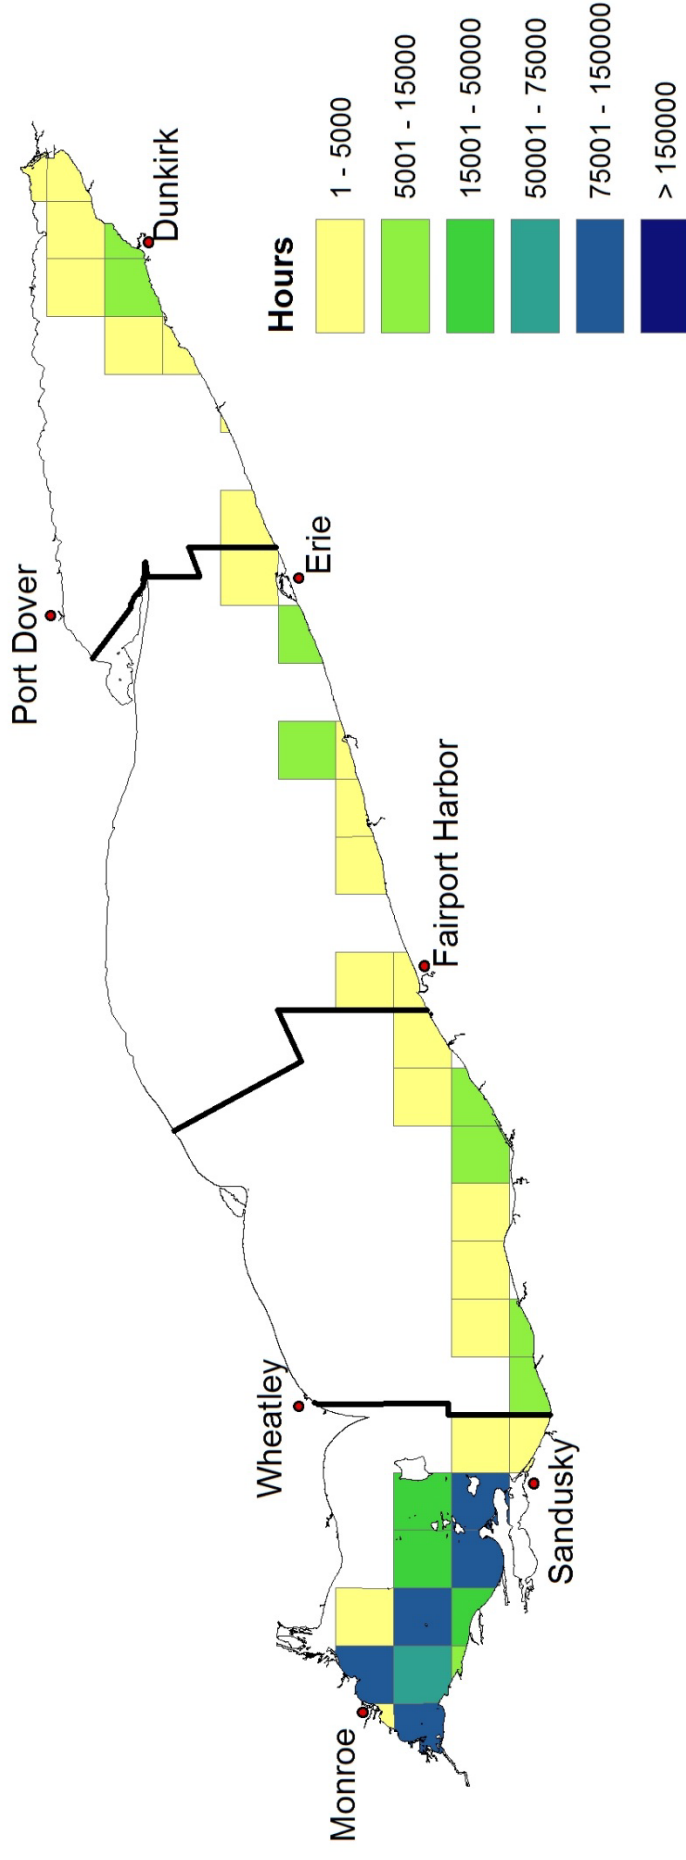 Port Dover
Dunkirk
Erie
Wheatley
Fairport Harbor
Monroe
Sandusky
Hours
1 - 5000
5001 - 15000
15001 - 50000
50001 - 75000
75001 - 150000
> 150000